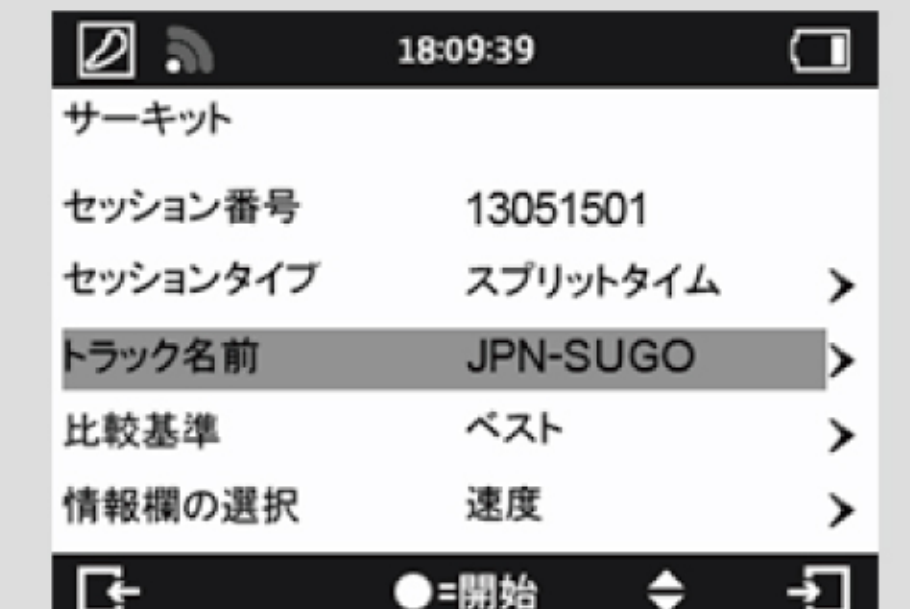 18:09:39
サーキット
セッション番号 13051501
セッションタイプ スプリットタイム
トラック名前 JPN-SUGO
比較基準 ベスト
情報欄の選択 速度
=開始